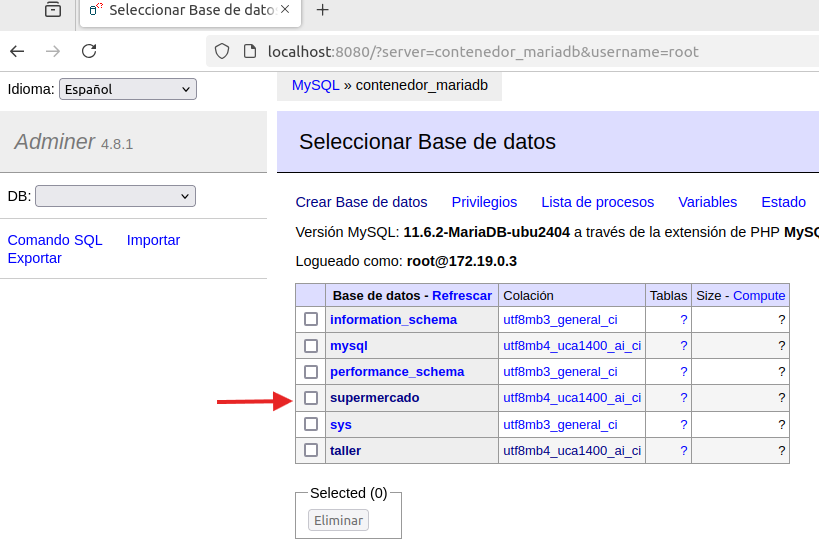 Seleccionar Base de dato
localhost:8080/?server=contenedor_mariadb&username=root
Idioma: Español
MySQL » contenedor_mariadb
Adminer 4.8.1
Seleccionar Base de datos
DB:
Crear Base de datos Privilegios Lista de procesos Variables Estado
Comando SQL Importar
Exportar
Versión MySQL: 11.6.2-MariaDB-ubu2404 a través de la extensión de PHP MySQ
Logueado como: root@172.19.0.3
Base de datos - Refrescar Colación Tablas Size - Compute
information_schema utf8mb3_general_ci ? ?
mysql utf8mb4_uca1400_ai_ci ? ?
performance_schema utf8mb3_general_ci ? ?
supermercado utf8mb4_uca1400_ai_ci ? ?
sys utf8mb3_general_ci ? ?
taller utf8mb4_uca1400_ai_ci ? ?
Selected (0)
Eliminar